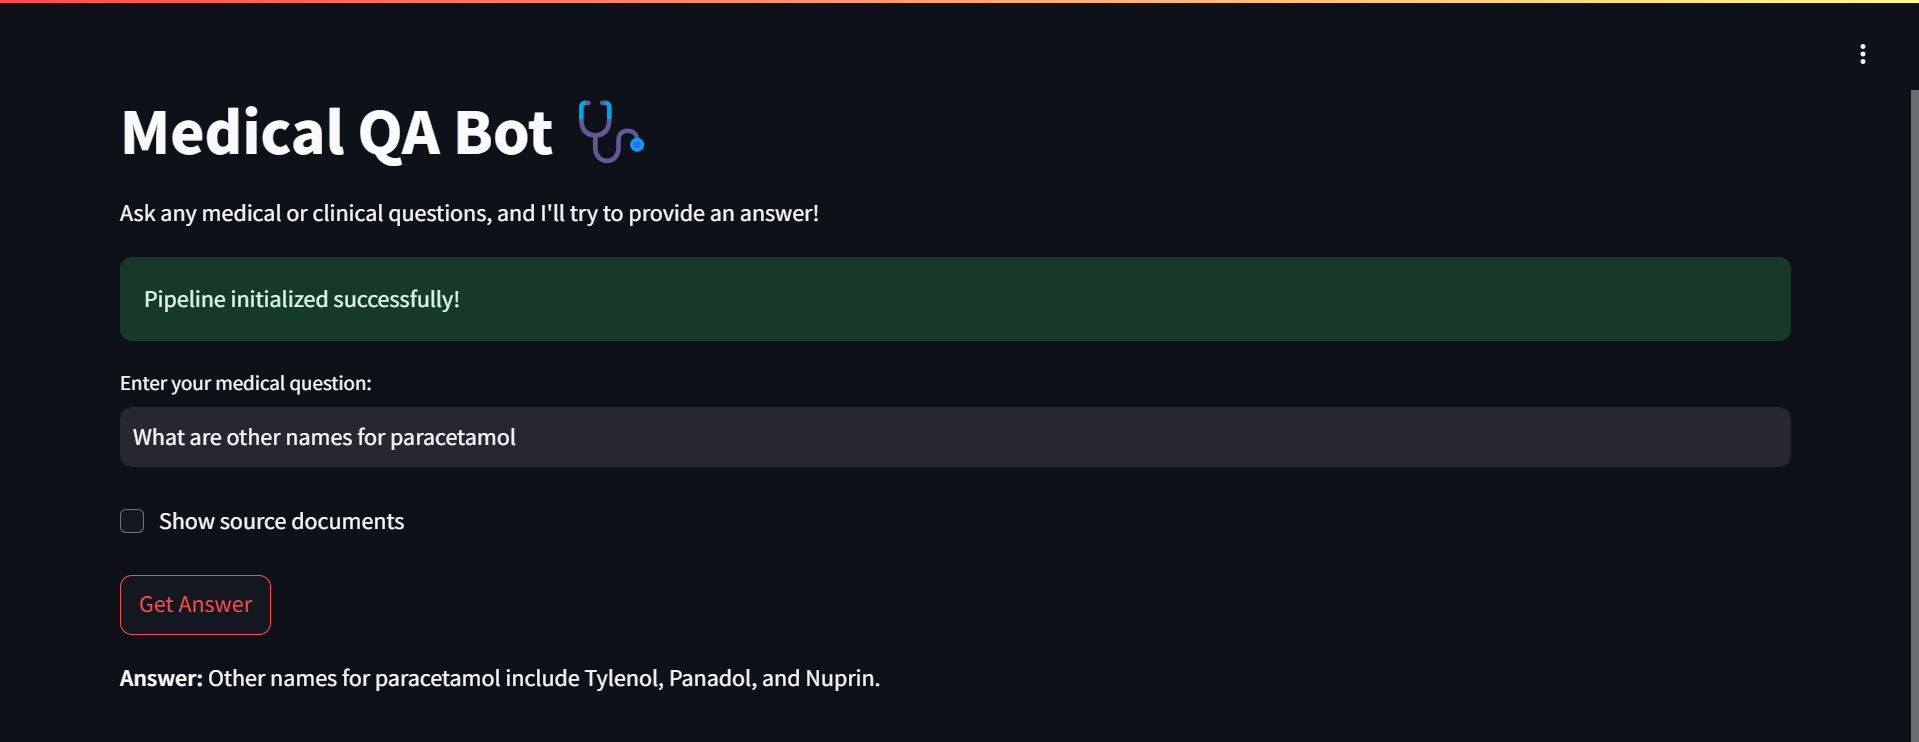 Medical QA Bot
Ask any medical or clinical questions, and I'll try to provide an answer!
Pipeline initialized successfully!
Enter your medical question:
What are other names for paracetamol
Show source documents
Get Answer
Answer: Other names for paracetamol include Tylenol, Panadol, and Nuprin.